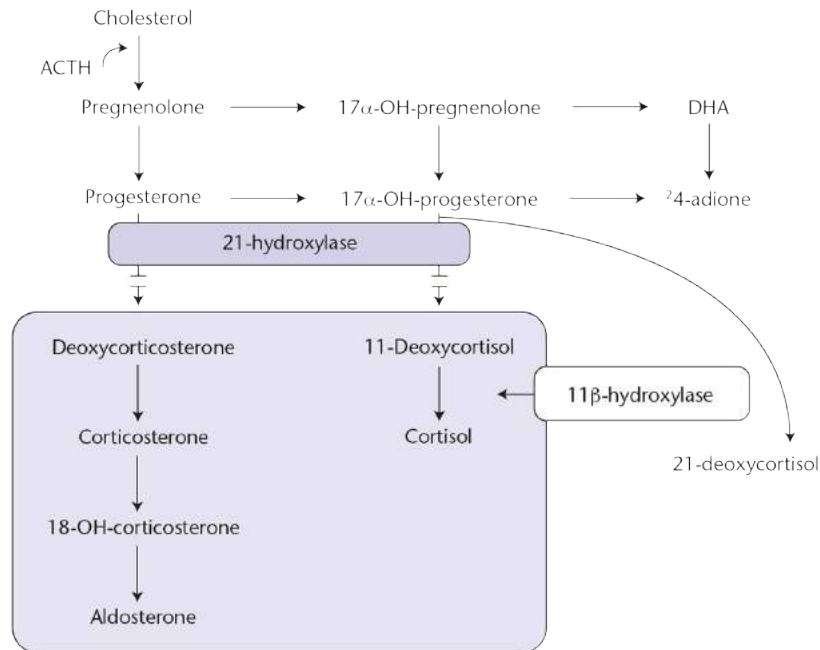 Cholesterol
ACTH
Pregnenolone 17α-OH-pregnenolone DHA
Progesterone 17α-OH-progesterone ²4-adione
21-hydroxylase
Deoxycorticosterone 11-Deoxycortisol
11β-hydroxylase
Corticosterone Cortisol
21-deoxycortisol
18-OH-corticosterone
Aldosterone